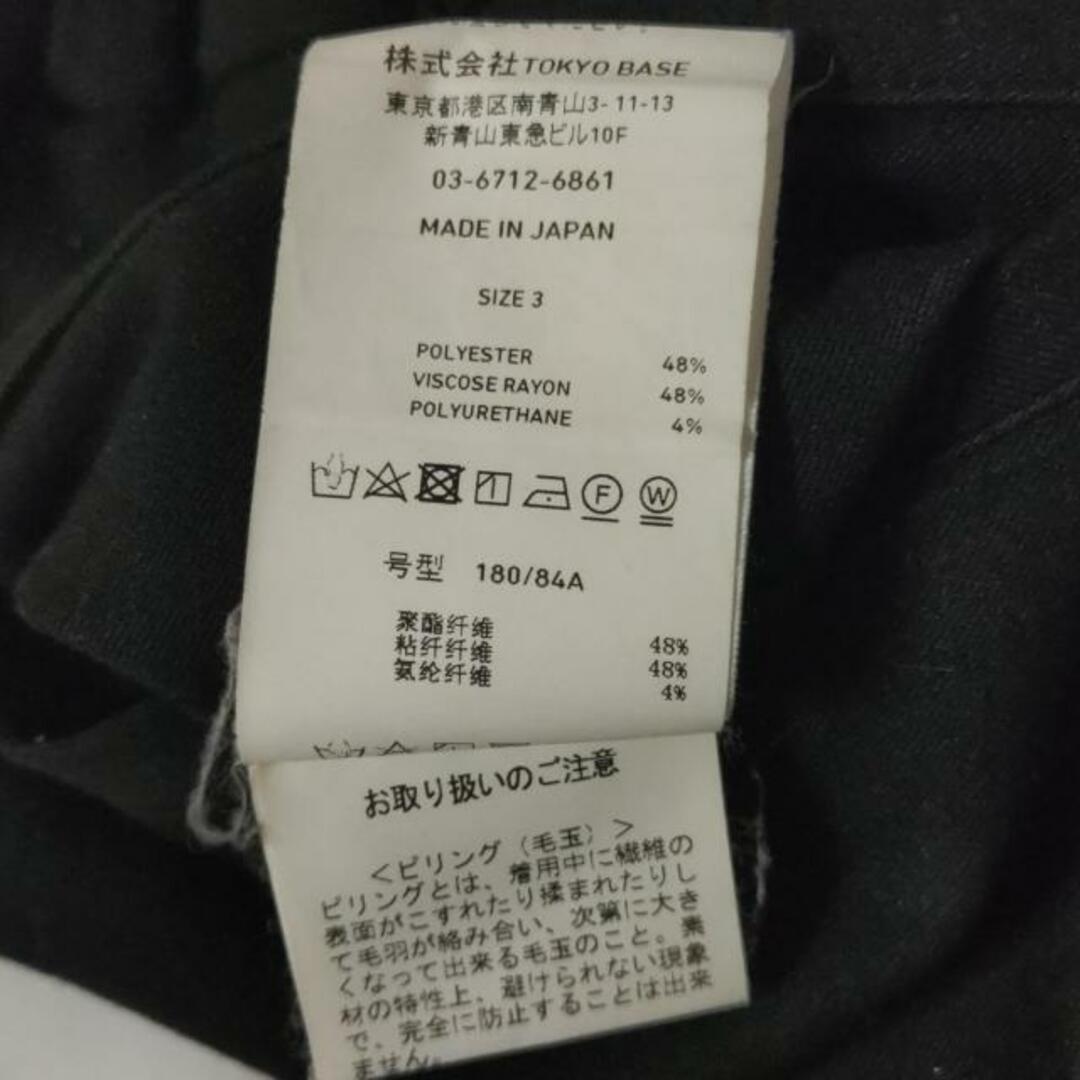 株式会社TOKYO BASE
東京都港区南青山3-11-13
新青山東急ビル10F
03-6712-6861
MADE IN JAPAN
SIZE 3
POLYESTER 48%
VISCOSE RAYON 48%
POLYURETHANE 4%
F W
号型 180/84A
聚酯纤维 48%
粘纤纤维 48%
氨纶纤维 4%
お取り扱いのご注意
＜ピリング（毛玉）＞
ピリングとは、着用中に繊維の
表面がこすれたり揉まれたりし
て毛羽が絡み合い、次第に大き
くなって出来る毛玉のこと。素
材の特性上、避けられない現象
で、完全に防止することは出来
ません。